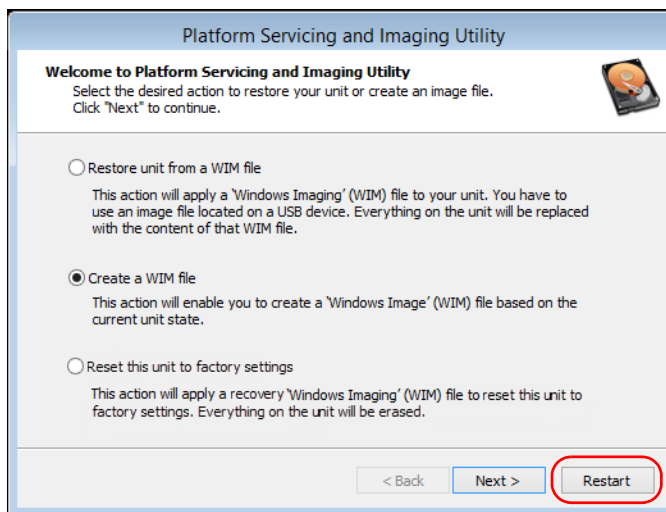 Platform Servicing and Imaging Utility
Welcome to Platform Servicing and Imaging Utility
Select the desired action to restore your unit or create an image file.
Click "Next" to continue.
Restore unit from a WIM file
This action will apply a 'Windows Imaging' (WIM) file to your unit. You have to
use an image file located on a USB device. Everything on the unit will be replaced
with the content of that WIM file.
Create a WIM file
This action will enable you to create a 'Windows Image' (WIM) file based on the
current unit state.
Reset this unit to factory settings
This action will apply a recovery 'Windows Imaging' (WIM) file to reset this unit to
factory settings. Everything on the unit will be erased.
< Back Next > Restart